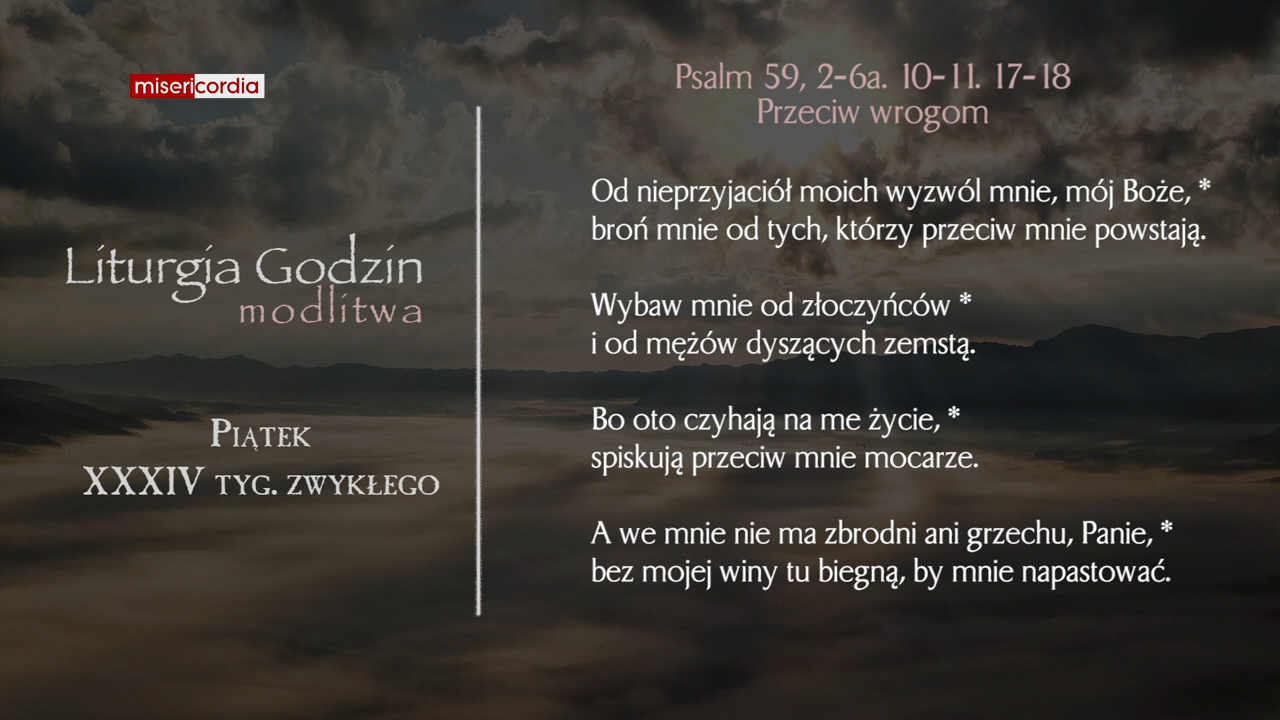 misericordia
Liturgia Godzin
modlitwa
Piątek
XXXIV tyg. zwykłego
Psalm 59, 2-6a. 10-11. 17-18
Przeciw wrogom
Od nieprzyjaciół moich wyzwól mnie, mój Boże, *
broń mnie od tych, którzy przeciw mnie powstają.
Wybaw mnie od złoczyńców *
i od mężów dyszących zemstą.
Bo oto czyhają na me życie, *
spiskują przeciw mnie mocarze.
A we mnie nie ma zbrodni ani grzechu, Panie, *
bez mojej winy tu biegną, by mnie napastować.